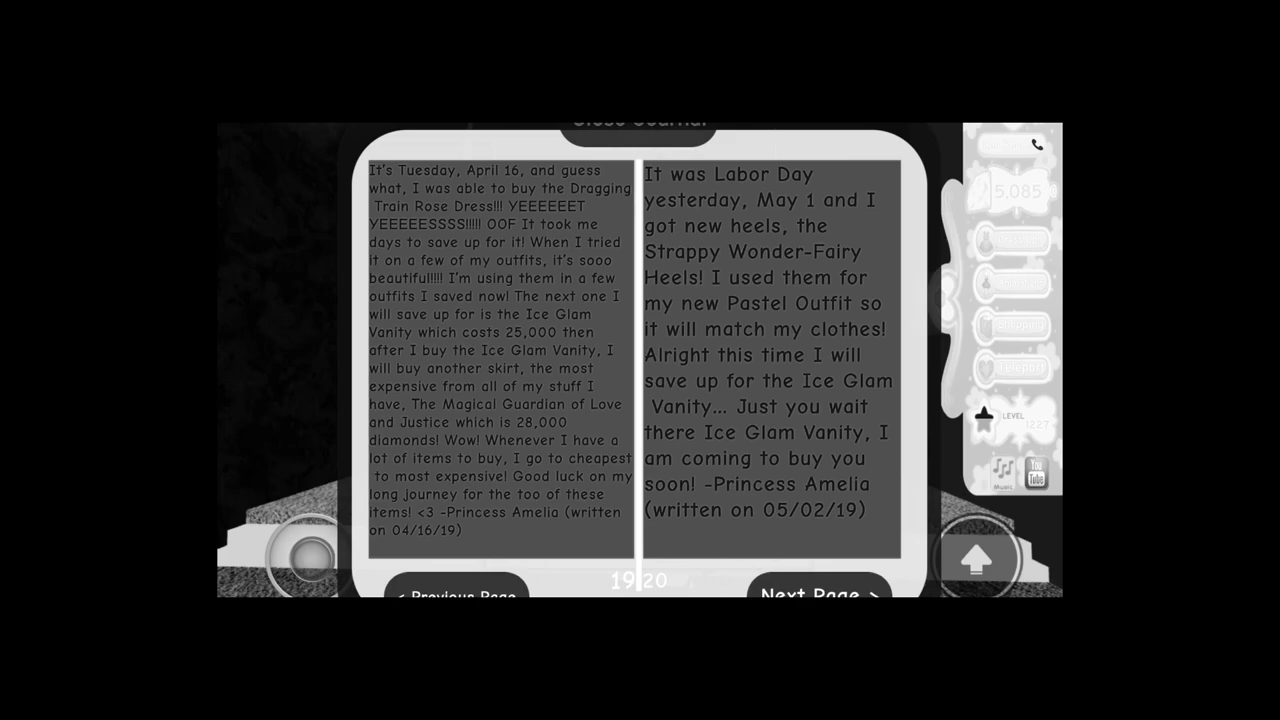 Close Journal
It's Tuesday, April 16, and guess
what, I was able to buy the Dragging
Train Rose Dress!!! YEEEEEET
YEEEEESSSS!!!!! OOF It took me
days to save up for it! When I tried
it on a few of my outfits, it's sooo
beautiful!!!! I'm using them in a few
outfits I saved now! The next one I
will save up for is the Ice Glam
Vanity which costs 25,000 then
after I buy the Ice Glam Vanity, I
will buy another skirt, the most
expensive from all of my stuff I
have, The Magical Guardian of Love
and Justice which is 28,000
diamonds! Wow! Whenever I have a
lot of items to buy, I go to cheapest
to most expensive! Good luck on my
long journey for the too of these
items! <3 -Princess Amelia (written
on 04/16/19)
It was Labor Day
yesterday, May 1 and I
got new heels, the
Strappy Wonder-Fairy
Heels! I used them for
my new Pastel Outfit so
it will match my clothes!
Alright this time I will
save up for the Ice Glam
Vanity... Just you wait
there Ice Glam Vanity, I
am coming to buy you
soon! -Princess Amelia
(written on 05/02/19)
19 20
< Previous Page
Next Page >
5,085
Teleport
LEVEL
1227
Music
You
Tube